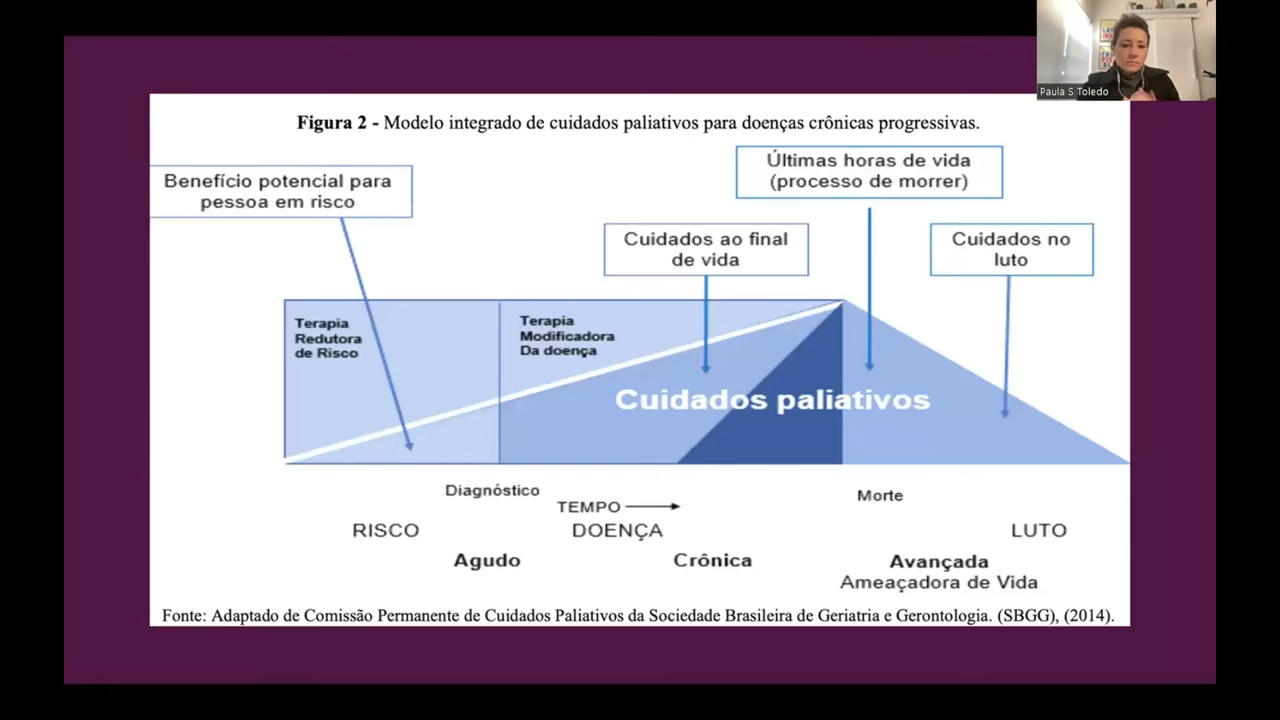 Paula S Toledo
Figura 2 - Modelo integrado de cuidados paliativos para doenças crônicas progressivas.
Benefício potencial para
pessoa em risco
Últimas horas de vida
(processo de morrer)
Cuidados ao final
de vida
Cuidados no
luto
Terapia
Redutora
de Risco
Terapia
Modificadora
Da doença
Cuidados paliativos
Diagnóstico
TEMPO
Morte
RISCO
DOENÇA
LUTO
Agudo
Crônica
Avançada
Ameaçadora de Vida
Fonte: Adaptado de Comissão Permanente de Cuidados Paliativos da Sociedade Brasileira de Geriatria e Gerontologia. (SBGG), (2014).